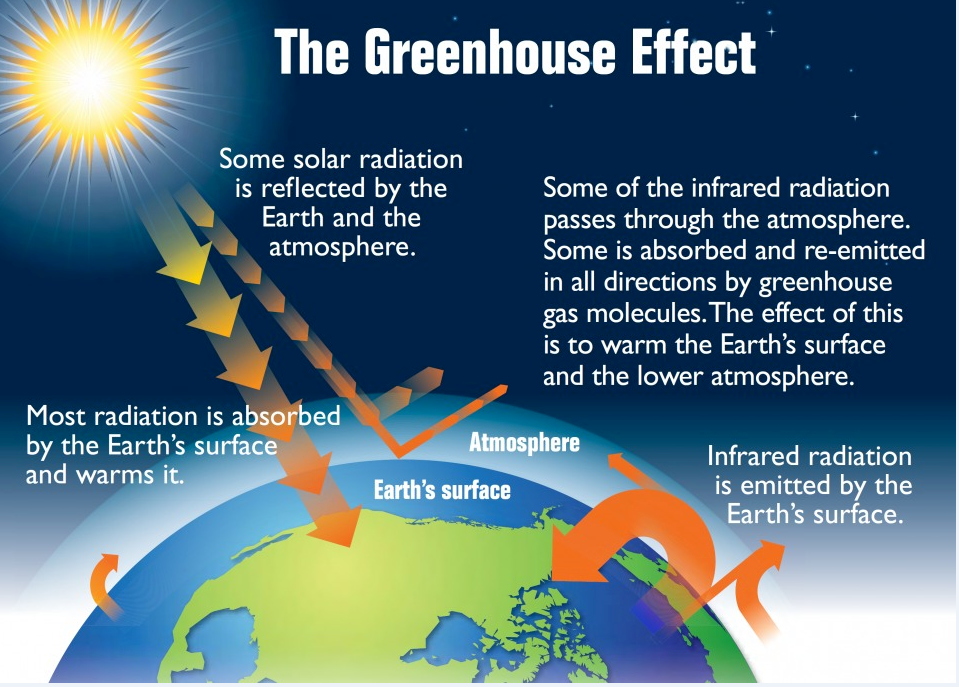 The Greenhouse Effect
Some solar radiation
is reflected by the
Earth and the
atmosphere.
Some of the infrared radiation
passes through the atmosphere.
Some is absorbed and re-emitted
in all directions by greenhouse
gas molecules. The effect of this
is to warm the Earth's surface
and the lower atmosphere.
Most radiation is absorbed
by the Earth's surface
and warms it.
Atmosphere
Earth's surface
Infrared radiation
is emitted by the
Earth's surface.